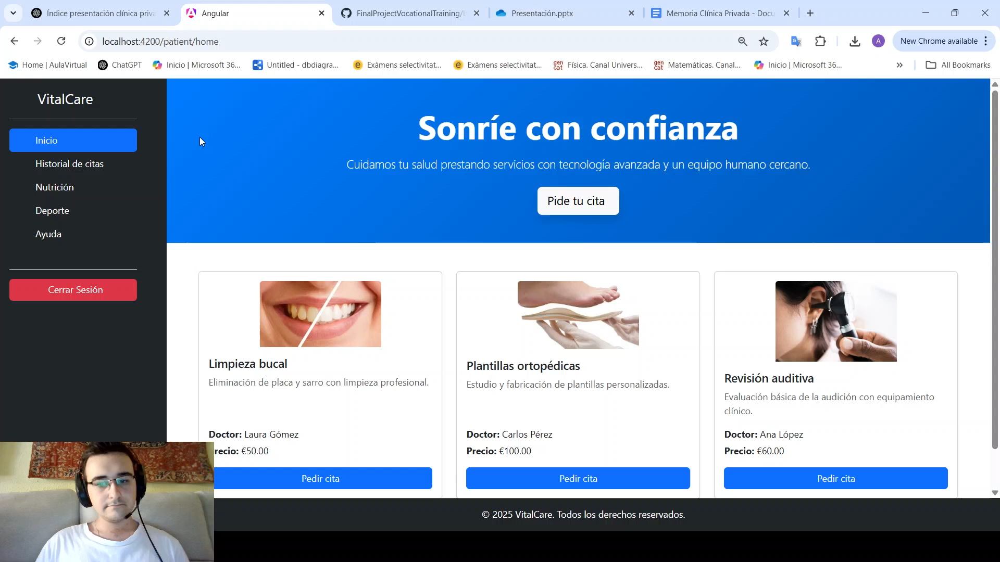 Índice presentación clínica priva
Angular
FinalProjectVocationalTraining/
Presentación.pptx
Memoria Clínica Privada - Docu
localhost:4200/patient/home
A
New Chrome available
Home | AulaVirtual
ChatGPT
Inicio | Microsoft 36...
Untitled - dbdiagra...
Exàmens selectivitat...
Exàmens selectivitat...
gen cat
Física. Canal Univers...
gen cat
Matemáticas. Canal...
Inicio | Microsoft 36...
All Bookmarks
VitalCare
Inicio
Historial de citas
Nutrición
Deporte
Ayuda
Cerrar Sesión
Sonríe con confianza
Cuidamos tu salud prestando servicios con tecnología avanzada y un equipo humano cercano.
Pide tu cita
Limpieza bucal
Eliminación de placa y sarro con limpieza profesional.
Doctor: Laura Gómez
recio: €50.00
Pedir cita
Plantillas ortopédicas
Estudio y fabricación de plantillas personalizadas.
Doctor: Carlos Pérez
Precio: €100.00
Pedir cita
Revisión auditiva
Evaluación básica de la audición con equipamiento
clínico.
Doctor: Ana López
Precio: €60.00
Pedir cita
© 2025 VitalCare. Todos los derechos reservados.